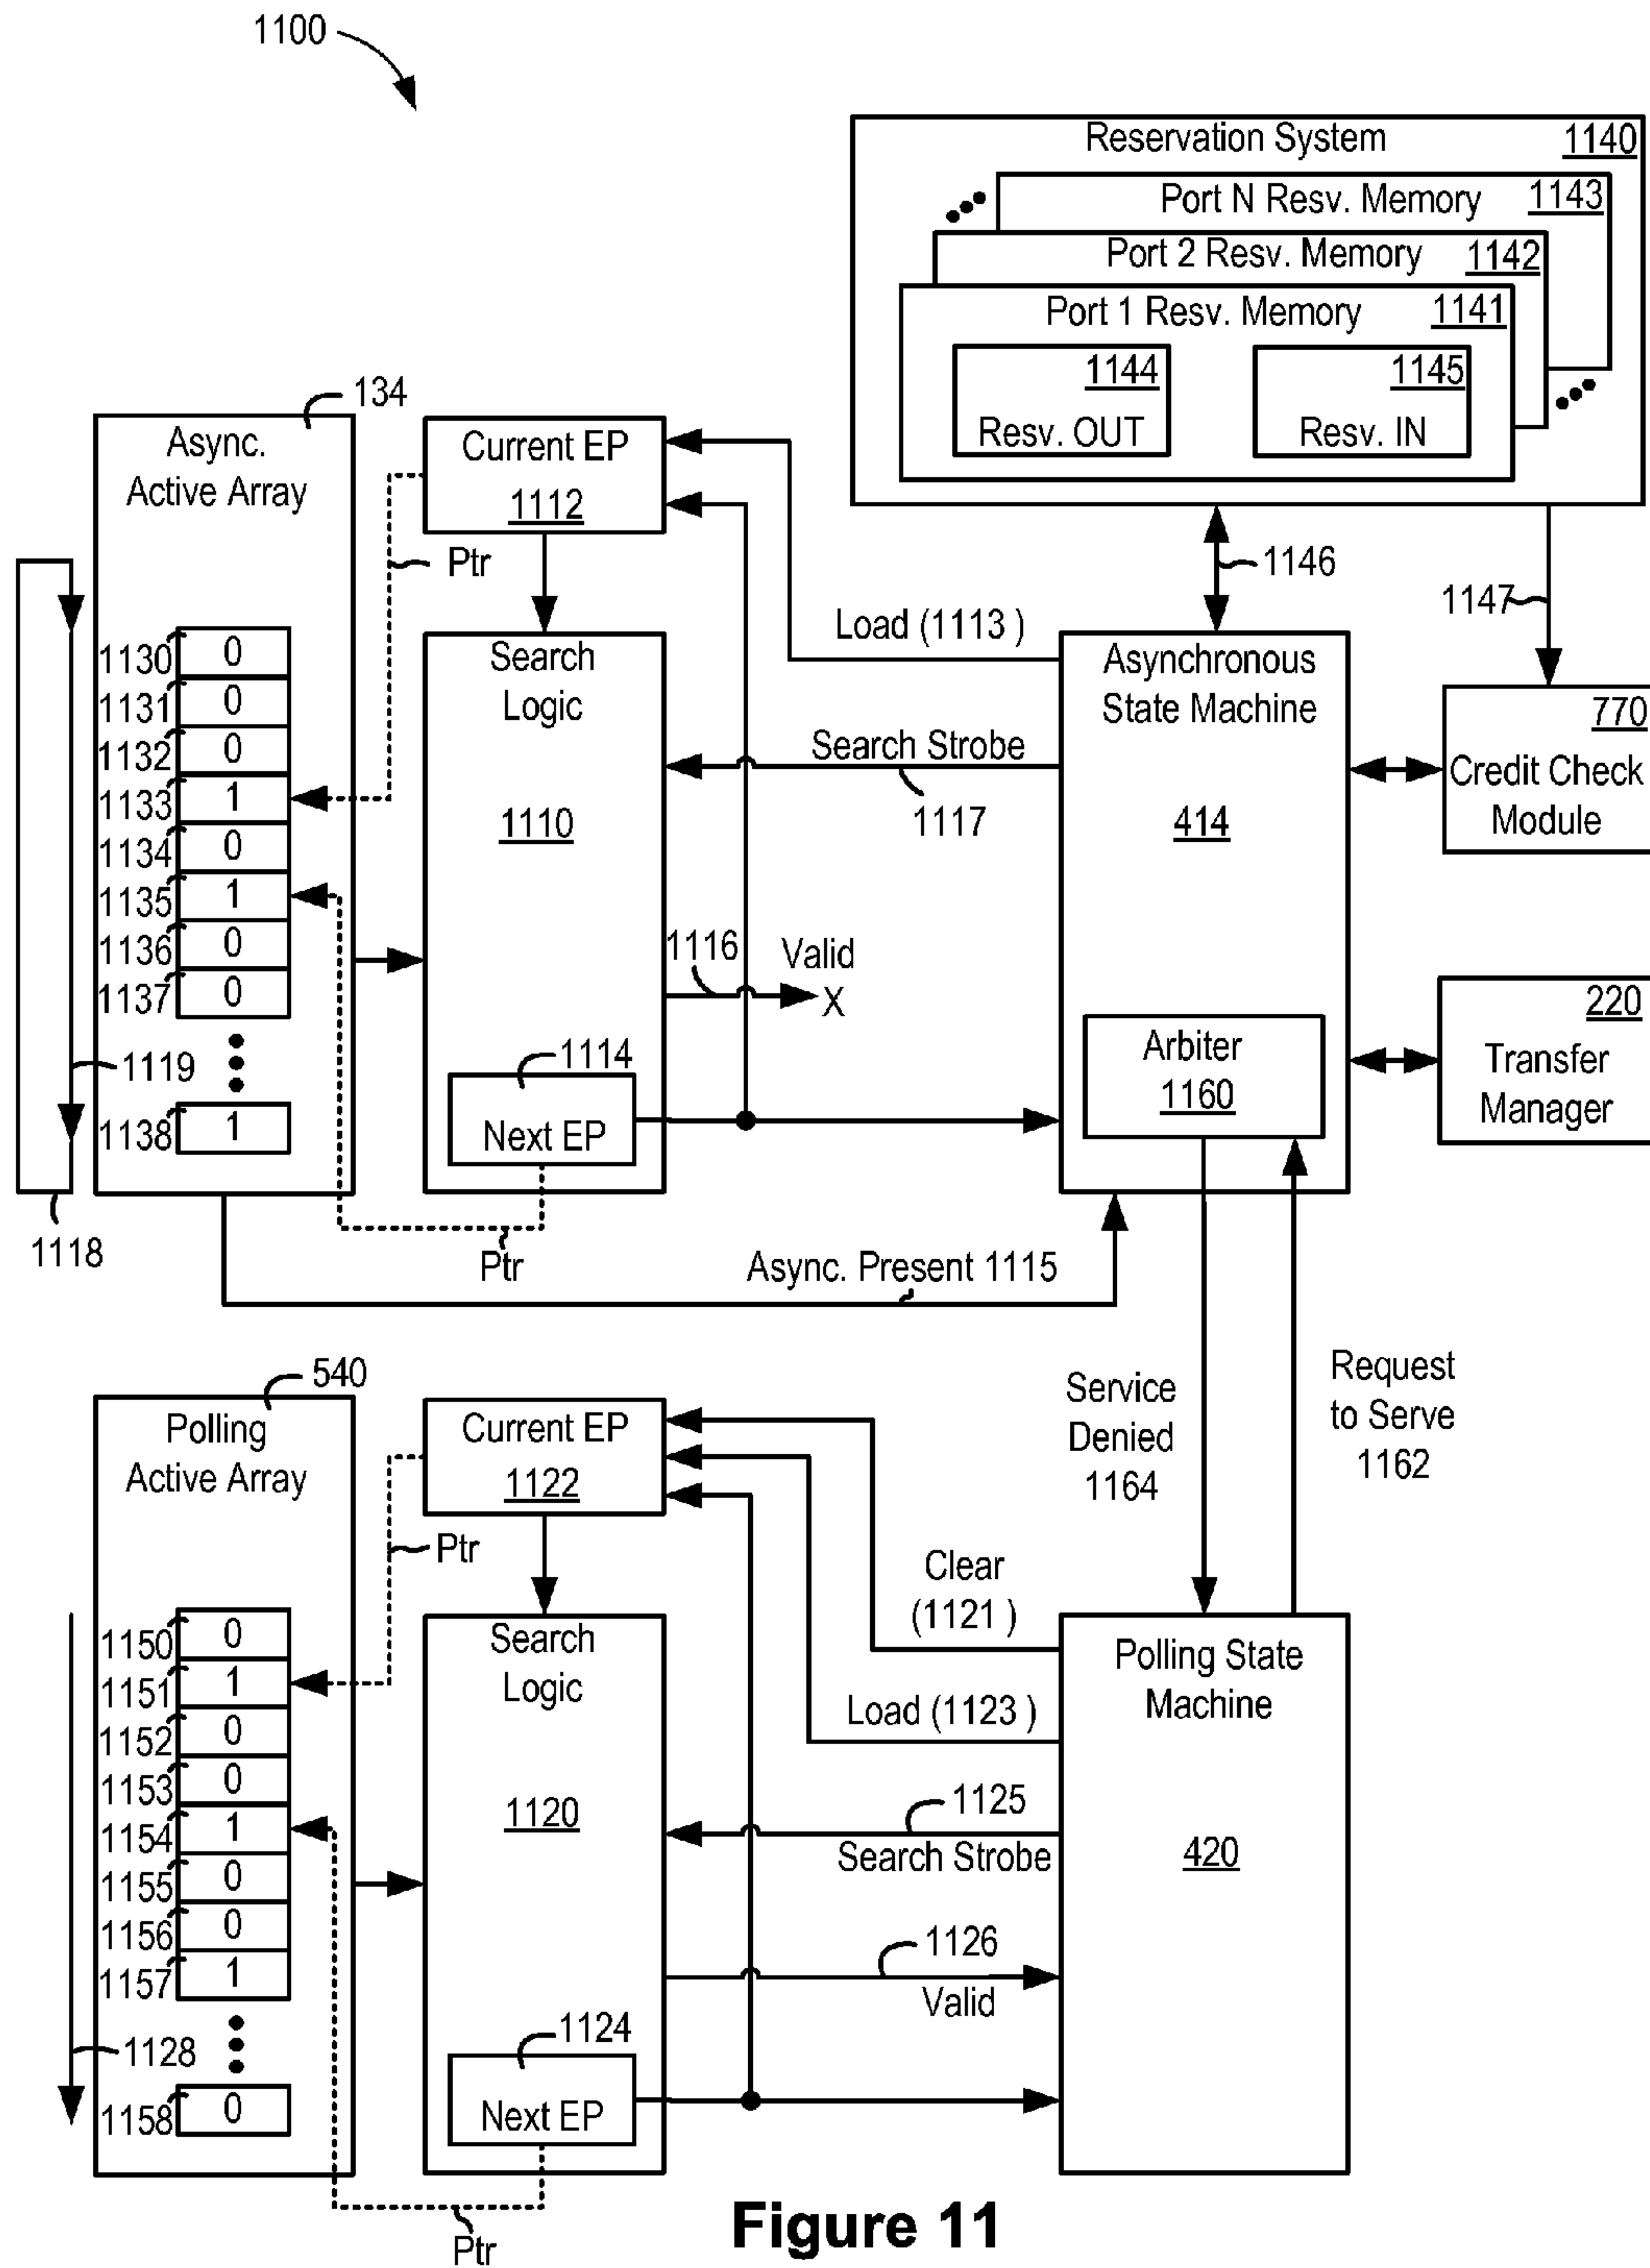 1100
Reservation System
1140
Port N Resv. Memory
1143
Port 2 Resv. Memory
1142
Port 1 Resv. Memory
1141
1144
Resv. OUT
1145
Resv. IN
134
Async.
Active Array
Current EP
1112
Ptr
1146
1147
1130 0
1131 0
1132 0
1133 1
1134 0
1135 1
1136 0
1137 0
1138 1
1119
1118
Search
Logic
1110
Load (1113 )
Search Strobe
1117
1116
Valid
X
1114
Next EP
Ptr
Async. Present 1115
Asynchronous
State Machine
414
Arbiter
1160
770
Credit Check
Module
220
Transfer
Manager
540
Polling
Active Array
Current EP
1122
Ptr
Service
Denied
1164
Request
to Serve
1162
1150 0
1151 1
1152 0
1153 0
1154 1
1155 0
1156 0
1157 1
1158 0
1128
Search
Logic
1120
Clear
(1121 )
Load (1123 )
1125
Search Strobe
1126
Valid
1124
Next EP
Ptr
Polling State
Machine
420
Figure 11